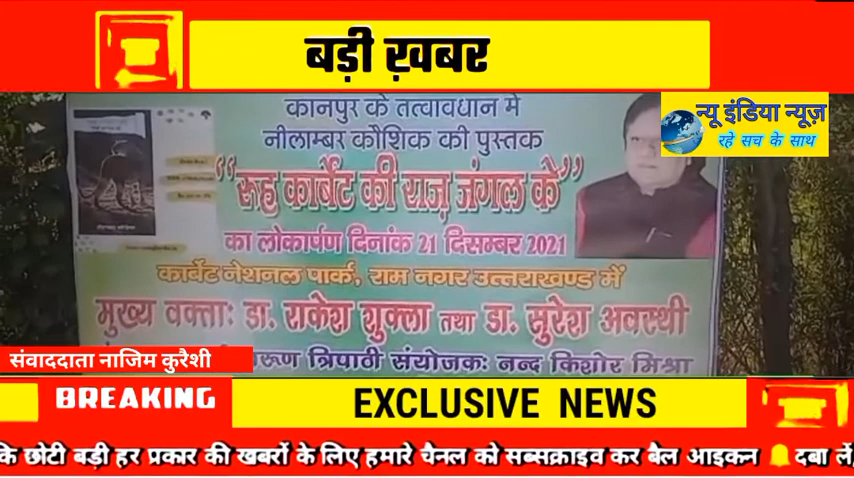 बड़ी ख़बर
न्यू इंडिया न्यूज़
रहे सच के साथ
कानपुर के तत्वावधान मे
नीलाम्बर कौशिक की पुस्तक
“रूह कार्बेट की राज़ जंगल के”
का लोकार्पण दिनांक 21 दिसम्बर 2021
कार्बेट नेशनल पार्क, राम नगर उत्तराखण्ड में
मुख्य वक्ताः डा. राकेश शुक्ला तथा डा. सुरेश अवस्थी
त्रिपाठी संयोजकः नन्द किशोर मिश्रा
संवाददाता नाजिम कुरैशी
BREAKING
EXCLUSIVE NEWS
कि छोटी बड़ी हर प्रकार की खबरों के लिए हमारे चैनल को सब्सक्राइव कर बैल आइकन 🔔 दबा लें,